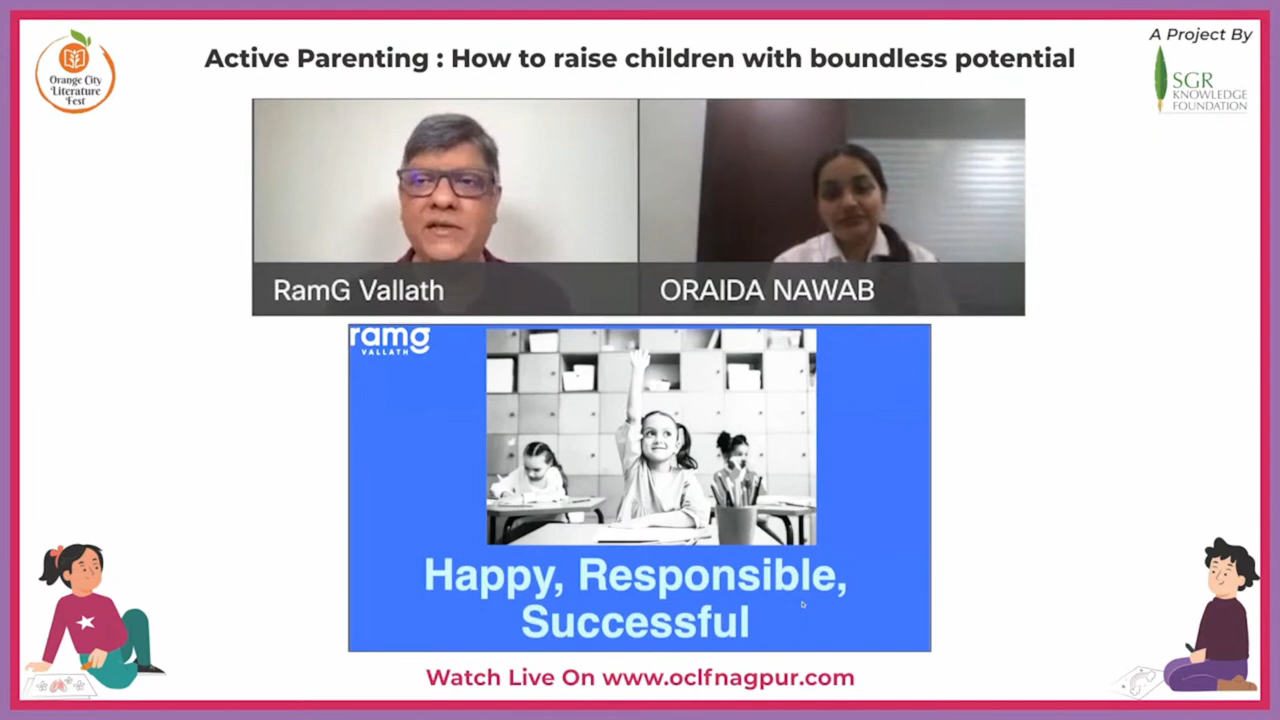 Orange City
Literature
Fest
Active Parenting : How to raise children with boundless potential
A Project By
SGR
KNOWLEDGE
FOUNDATION
RamG Vallath
ORAIDA NAWAB
ramg
VALLATH
Happy, Responsible,
Successful
Watch Live On www.oclfnagpur.com